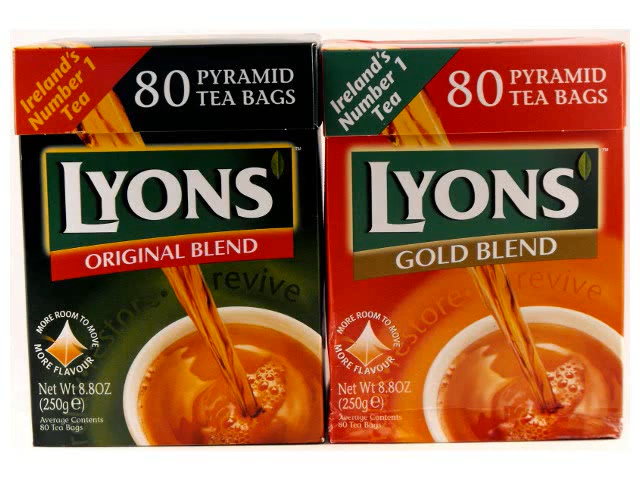 Ireland's
Number 1
Tea
80 PYRAMID
TEA BAGS
LYONS
ORIGINAL BLEND
restore
revive
MORE ROOM TO MOVE
MORE FLAVOUR
Net Wt 8.8OZ
(250g e)
Average Contents
80 Tea Bags
Ireland's
Number 1
Tea
80 PYRAMID
TEA BAGS
LYONS
GOLD BLEND
restore
revive
MORE ROOM TO MOVE
MORE FLAVOUR
Net Wt 8.8OZ
(250g e)
Average Contents
80 Tea Bags